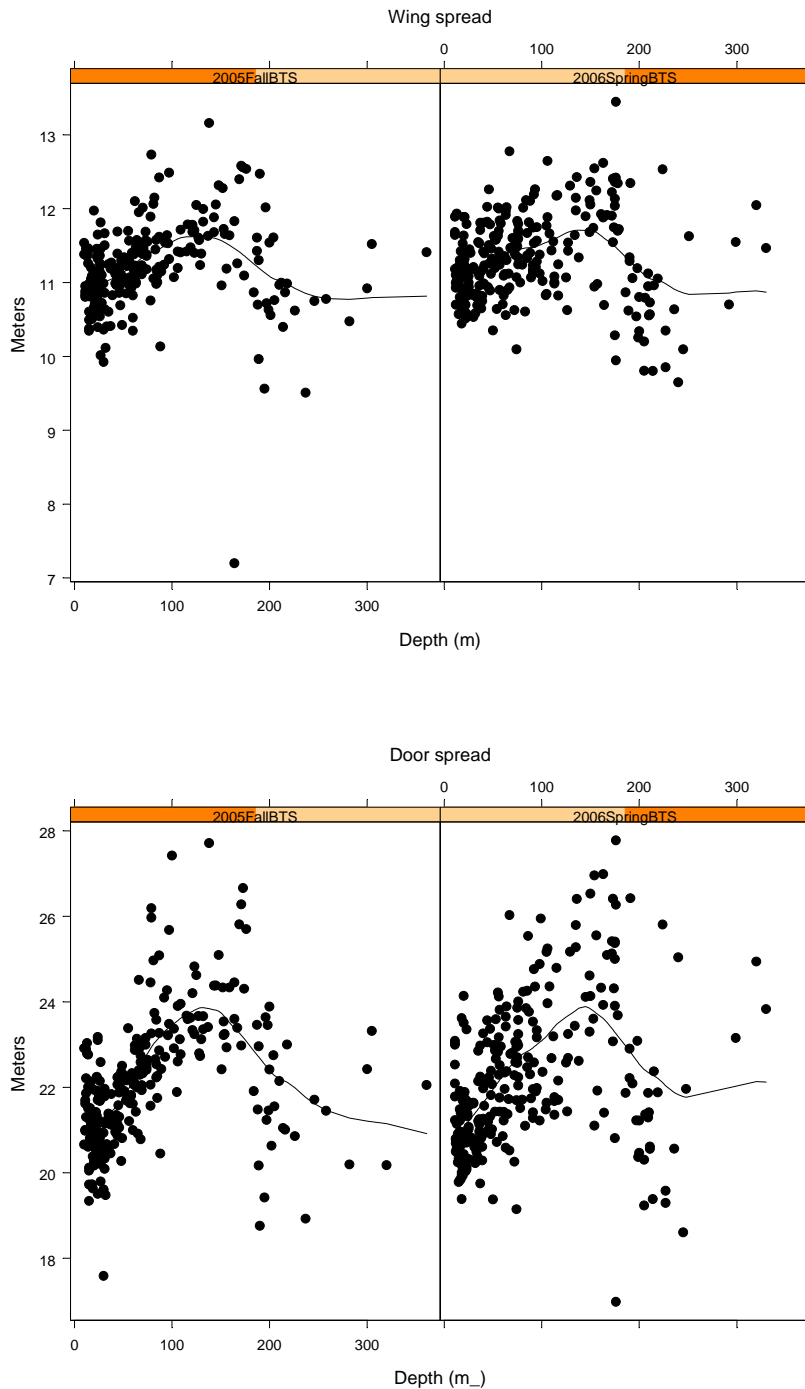 Wing spread
0 100 200 300
2005FallBTS 2006SpringBTS
13
12
11
10
9
8
7
Meters
0 100 200 300
Depth (m)
Door spread
0 100 200 300
2005FallBTS 2006SpringBTS
28
26
24
22
20
18
Meters
0 100 200 300
Depth (m_)